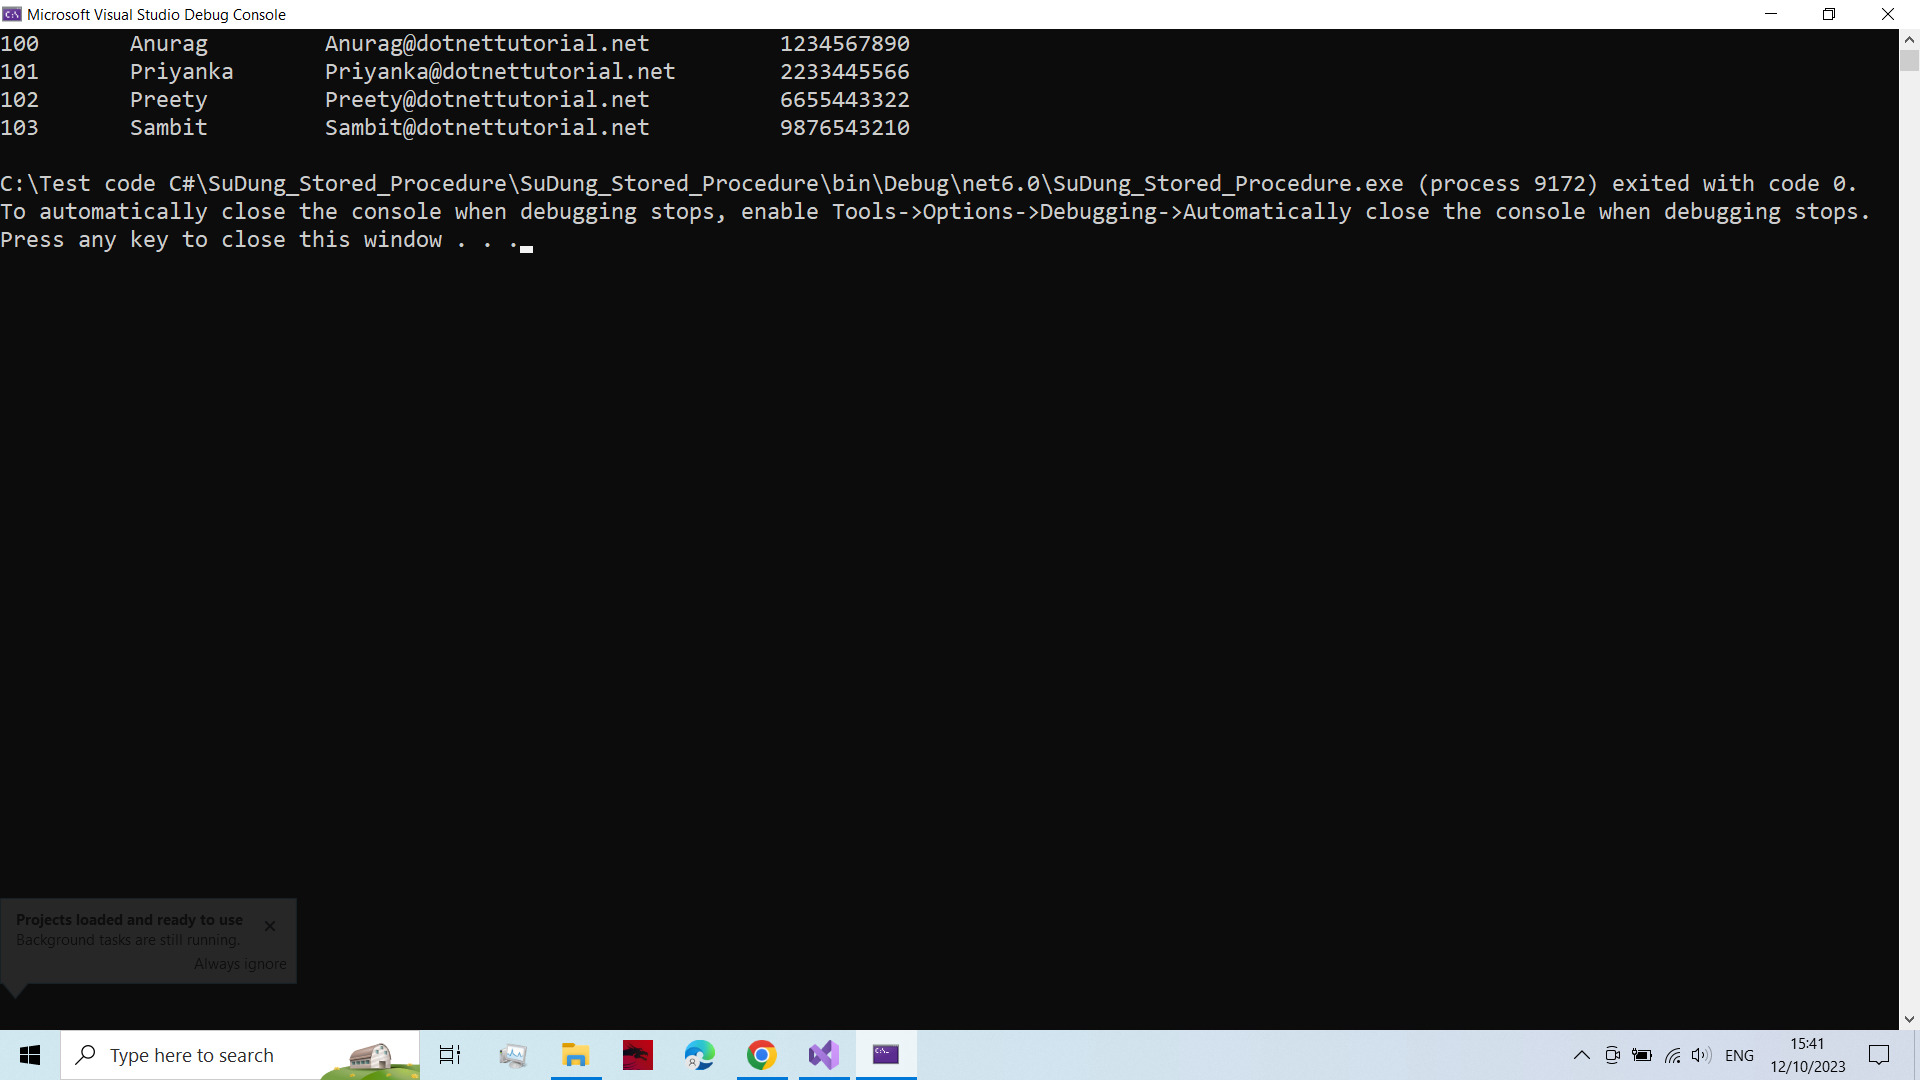 Microsoft Visual Studio Debug Console
100 Anurag Anurag@dotnettutorial.net 1234567890
101 Priyanka Priyanka@dotnettutorial.net 2233445566
102 Preety Preety@dotnettutorial.net 6655443322
103 Sambit Sambit@dotnettutorial.net 9876543210
C:\Test code C#\SuDung_Stored_Procedure\SuDung_Stored_Procedure\bin\Debug\net6.0\SuDung_Stored_Procedure.exe (process 9172) exited with code 0.
To automatically close the console when debugging stops, enable Tools->Options->Debugging->Automatically close the console when debugging stops.
Press any key to close this window . . .
Projects loaded and ready to use
Background tasks are still running.
Always ignore
Type here to search
ENG
15:41
12/10/2023